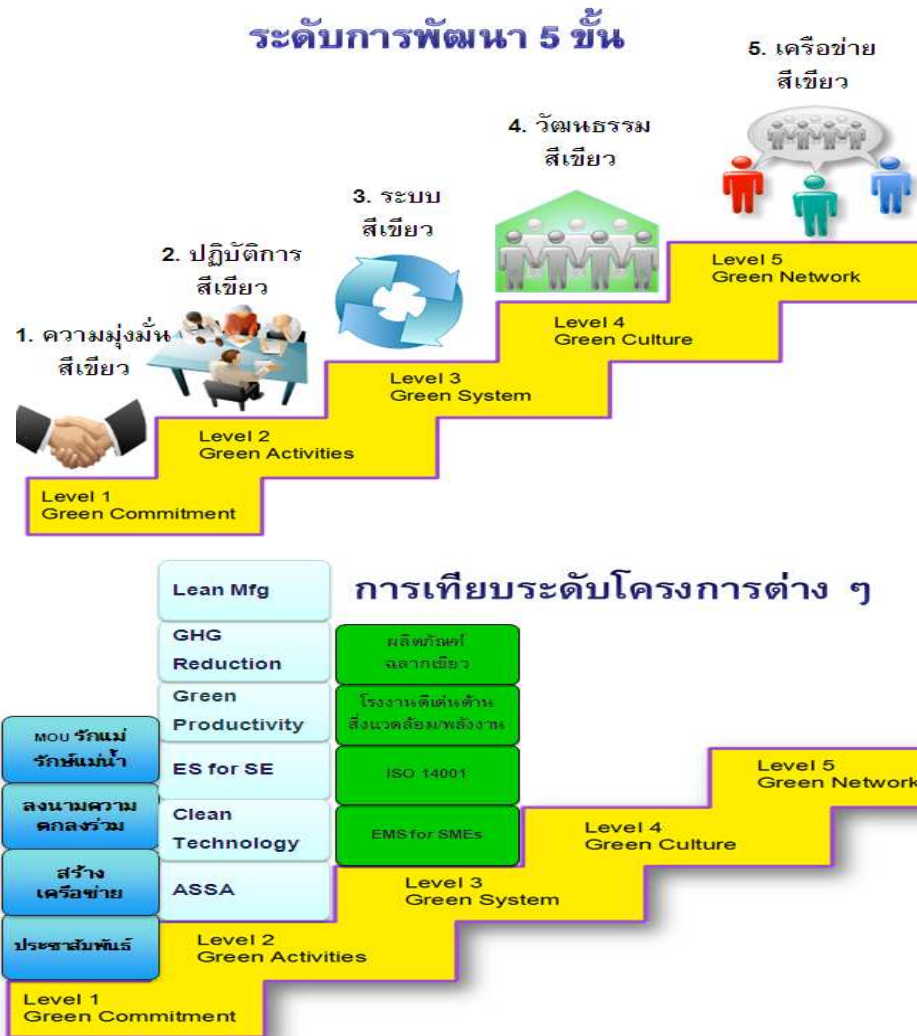 ระดับการพัฒนา 5 ขั้น
5. เครือข่าย
สีเขียว
4. วัฒนธรรม
สีเขียว
3. ระบบ
สีเขียว
2. ปฏิบัติการ
สีเขียว
1. ความมุ่งมั่น
สีเขียว
Level 5
Green Network
Level 4
Green Culture
Level 3
Green System
Level 2
Green Activities
Level 1
Green Commitment
การเทียบระดับโครงการต่าง ๆ
Lean Mfg
GHG
Reduction
Green
Productivity
ES for SE
Clean
Technology
ASSA
ผลิตภัณฑ์
ฉลากเขียว
โรงงานดีเด่นด้าน
สิ่งแวดล้อม/พลังงาน
ISO 14001
EMS for SMEs
MOU รักแม่
รักษ์แม่น้ำ
ลงนามความ
ตกลงร่วม
สร้าง
เครือข่าย
ประชาสัมพันธ์
Level 5
Green Network
Level 4
Green Culture
Level 3
Green System
Level 2
Green Activities
Level 1
Green Commitment